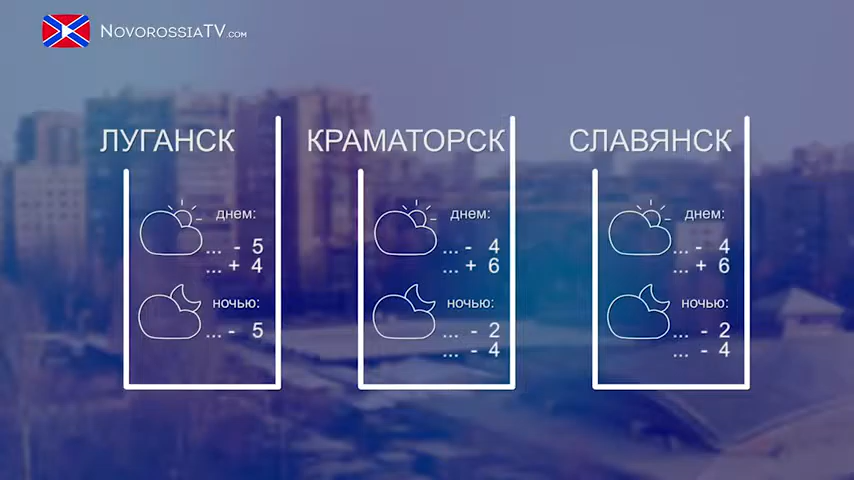 NovorossiaTV.com
ЛУГАНСК
днем:
... - 5
... + 4
ночью:
... - 5
КРАМАТОРСК
днем:
... - 4
... + 6
ночью:
... - 2
... - 4
СЛАВЯНСК
днем:
... - 4
... + 6
ночью:
... - 2
... - 4